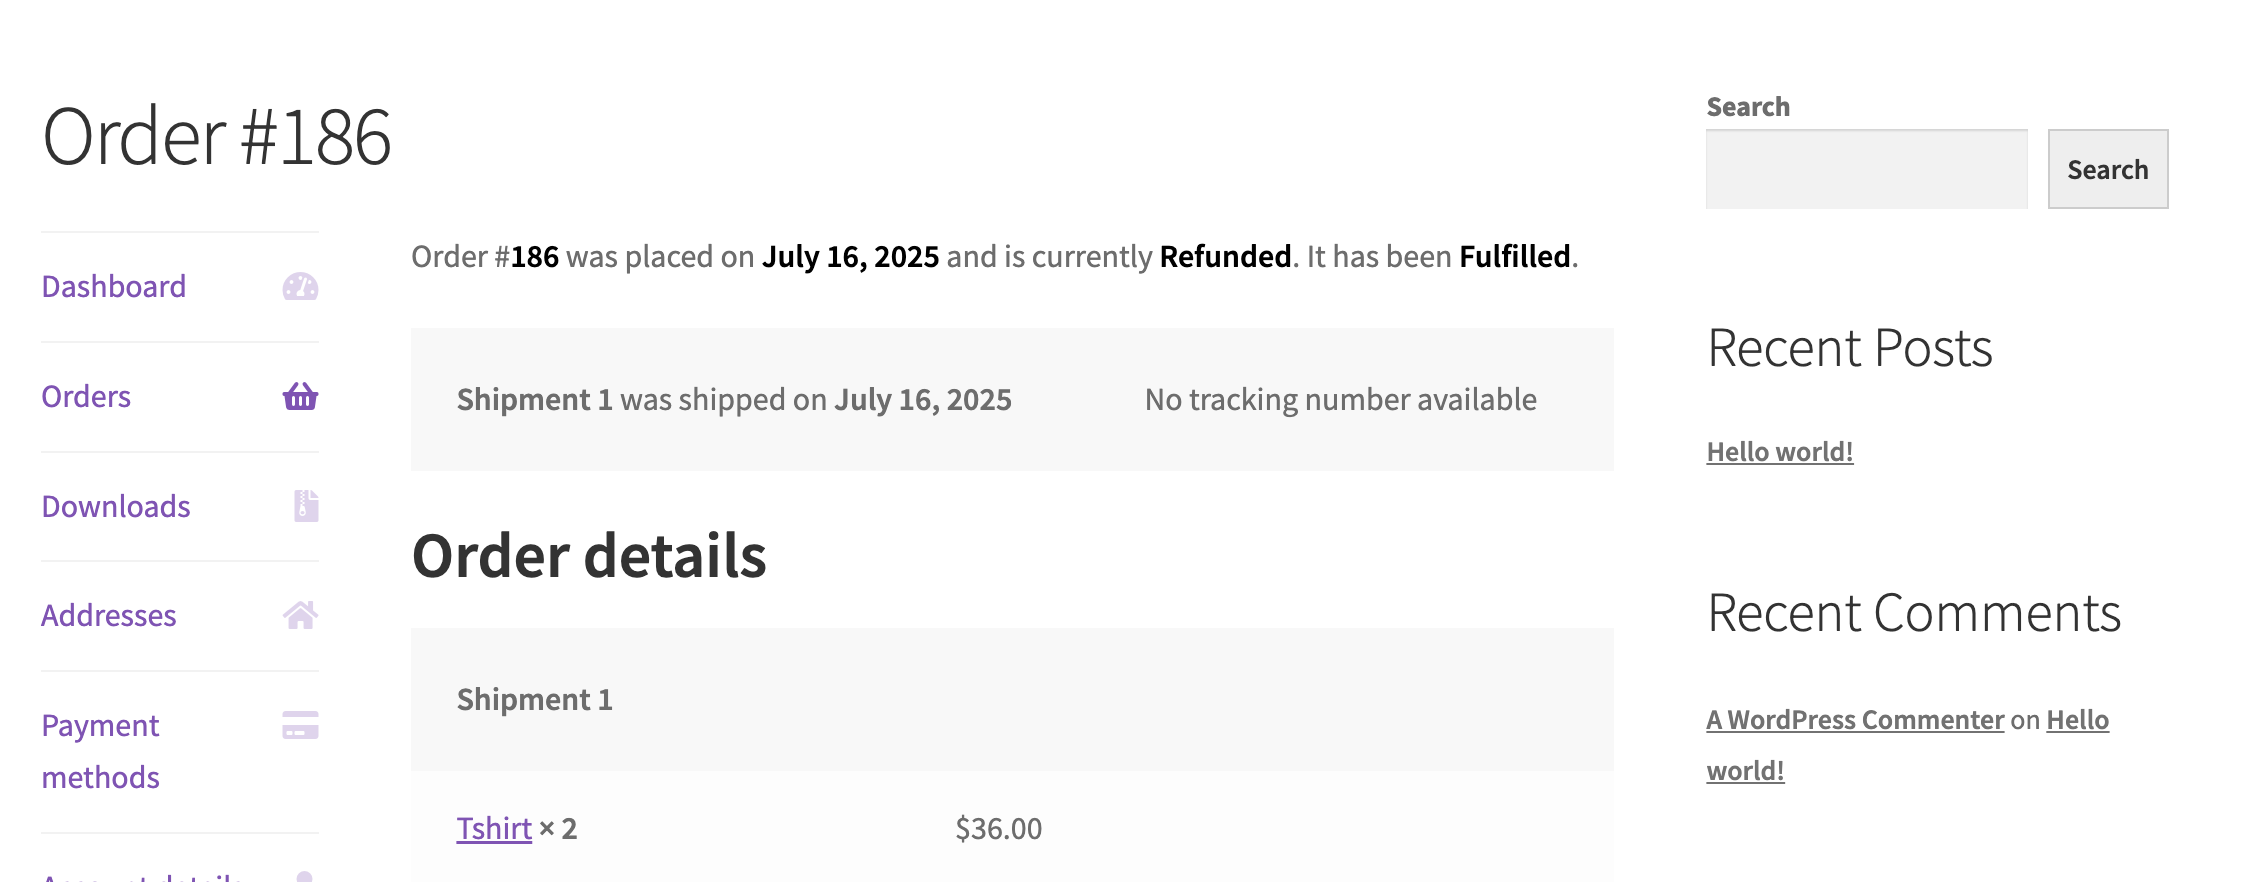 Order #186
Dashboard
Orders
Downloads
Addresses
Payment
methods
Account details
Order #186 was placed on July 16, 2025 and is currently Refunded. It has been Fulfilled.
Shipment 1 was shipped on July 16, 2025
No tracking number available
Order details
Shipment 1
Tshirt × 2
$36.00
Search
Search
Recent Posts
Hello world!
Recent Comments
A WordPress Commenter on Hello
world!